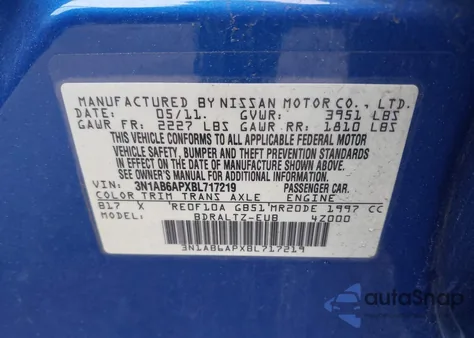 MANUFACTURED BY NISSAN MOTOR CO., LTD.
DATE: 05/11. GVWR: 3951 LBS
GAWR FR: 2227 LBS GAWR RR: 1810 LBS
THIS VEHICLE CONFORMS TO ALL APPLICABLE FEDERAL MOTOR
VEHICLE SAFETY, BUMPER AND THEFT PREVENTION STANDARDS
IN EFFECT ON THE DATE OF MANUFACTURE SHOWN ABOVE.
SEE OWNER'S MANUAL FOR ADDITIONAL INFORMATION.
VIN: 3N1AB6APXBL717219 PASSENGER CAR.
COLOR TRIM TRANS AXLE ENGINE
B17 X RE0F10A GB51 MR20DE 1997 CC
MODEL: BDRALTZ-EUB 4Z000
3N1AB6APXBL717219
autoSnap